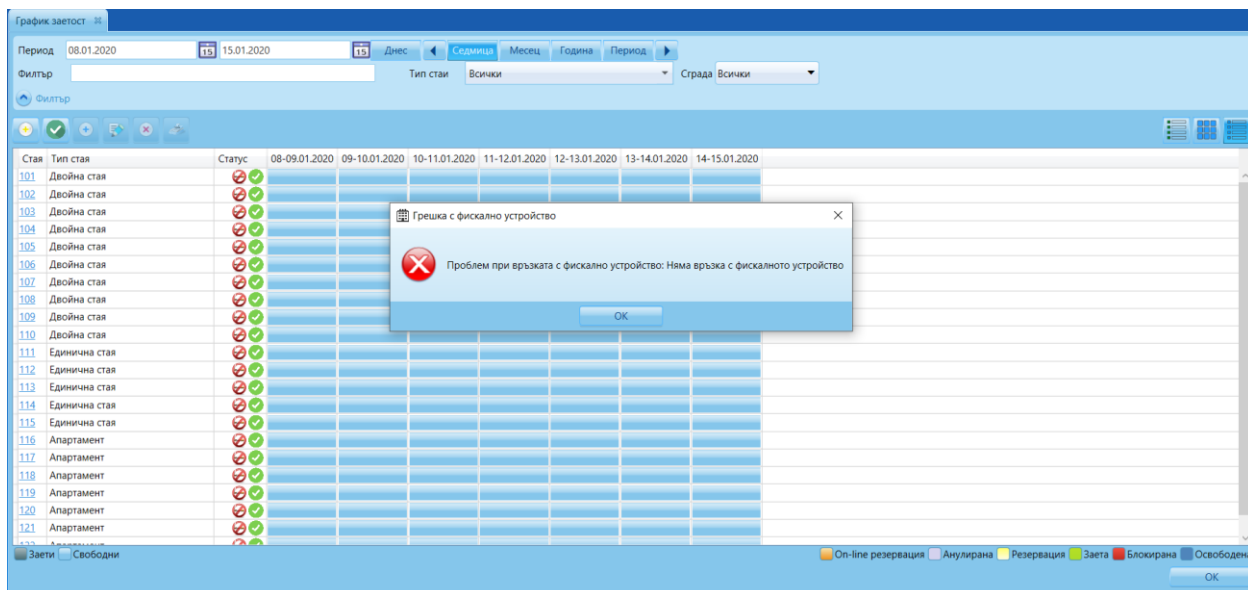 График заетост
Период 08.01.2020 15 15.01.2020 15 Днес Седмица Месец Година Период
Филтър Тип стаи Всички Сграда Всички
Филтър
Стая Тип стая Статус 08-09.01.2020 09-10.01.2020 10-11.01.2020 11-12.01.2020 12-13.01.2020 13-14.01.2020 14-15.01.2020
101 Двойна стая
102 Двойна стая
103 Двойна стая
104 Двойна стая
105 Двойна стая
106 Двойна стая
107 Двойна стая
108 Двойна стая
109 Двойна стая
110 Двойна стая
111 Единична стая
112 Единична стая
113 Единична стая
114 Единична стая
115 Единична стая
116 Апартамент
117 Апартамент
118 Апартамент
119 Апартамент
120 Апартамент
121 Апартамент
Грешка с фискално устройство
Проблем при връзката с фискално устройство: Няма връзка с фискалното устройство
OK
Заети Свободни On-line резервация Анулирана Резервация Заета Блокирана Освободена
OK